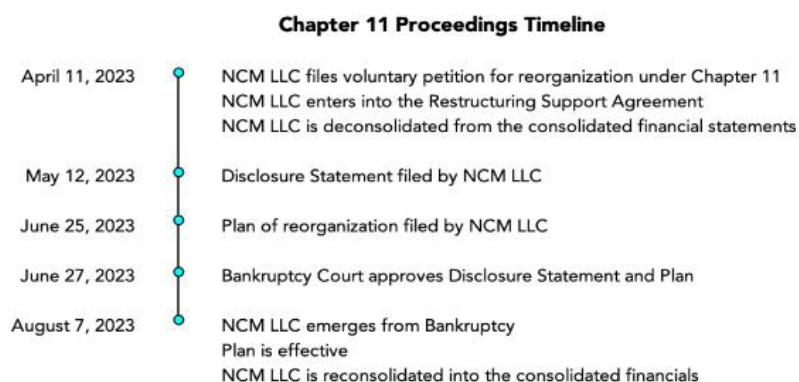 Chapter 11 Proceedings Timeline
April 11, 2023 NCM LLC files voluntary petition for reorganization under Chapter 11
NCM LLC enters into the Restructuring Support Agreement
NCM LLC is deconsolidated from the consolidated financial statements
May 12, 2023 Disclosure Statement filed by NCM LLC
June 25, 2023 Plan of reorganization filed by NCM LLC
June 27, 2023 Bankruptcy Court approves Disclosure Statement and Plan
August 7, 2023 NCM LLC emerges from Bankruptcy
Plan is effective
NCM LLC is reconsolidated into the consolidated financials